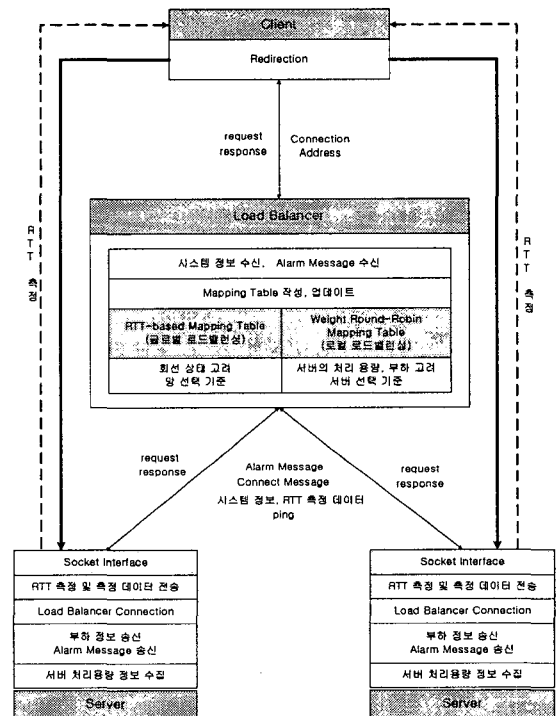 Client
Redirection
request
response
Connection
Address
RTT 측정
RTT 측정
Load Balancer
시스템 정보 수신, Alarm Message 수신
Mapping Table 작성, 업데이트
RTT-based Mapping Table
(글로벌 로드밸런싱)
Weight Round-Robin
Mapping Table
(로컬 로드밸런싱)
회선 상태 고려
망 선택 기준
서버의 처리 용량, 부하 고려
서버 선택 기준
request
response
Alarm Message
Connect Message
시스템 정보, RTT 측정 데이터
ping
request
response
Socket Interface
RTT 측정 및 측정 데이터 전송
Load Balancer Connection
부하 정보 송신
Alarm Message 송신
서버 처리용량 정보 수집
Server
Socket Interface
RTT 측정 및 측정 데이터 전송
Load Balancer Connection
부하 정보 송신
Alarm Message 송신
서버 처리용량 정보 수집
Server